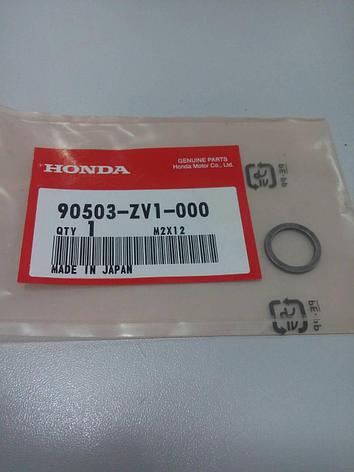 HONDA
GENUINE PARTS
Honda Motor Co., Ltd.
90503-ZV1-000
QTY 1 M2X12
MADE IN JAPAN